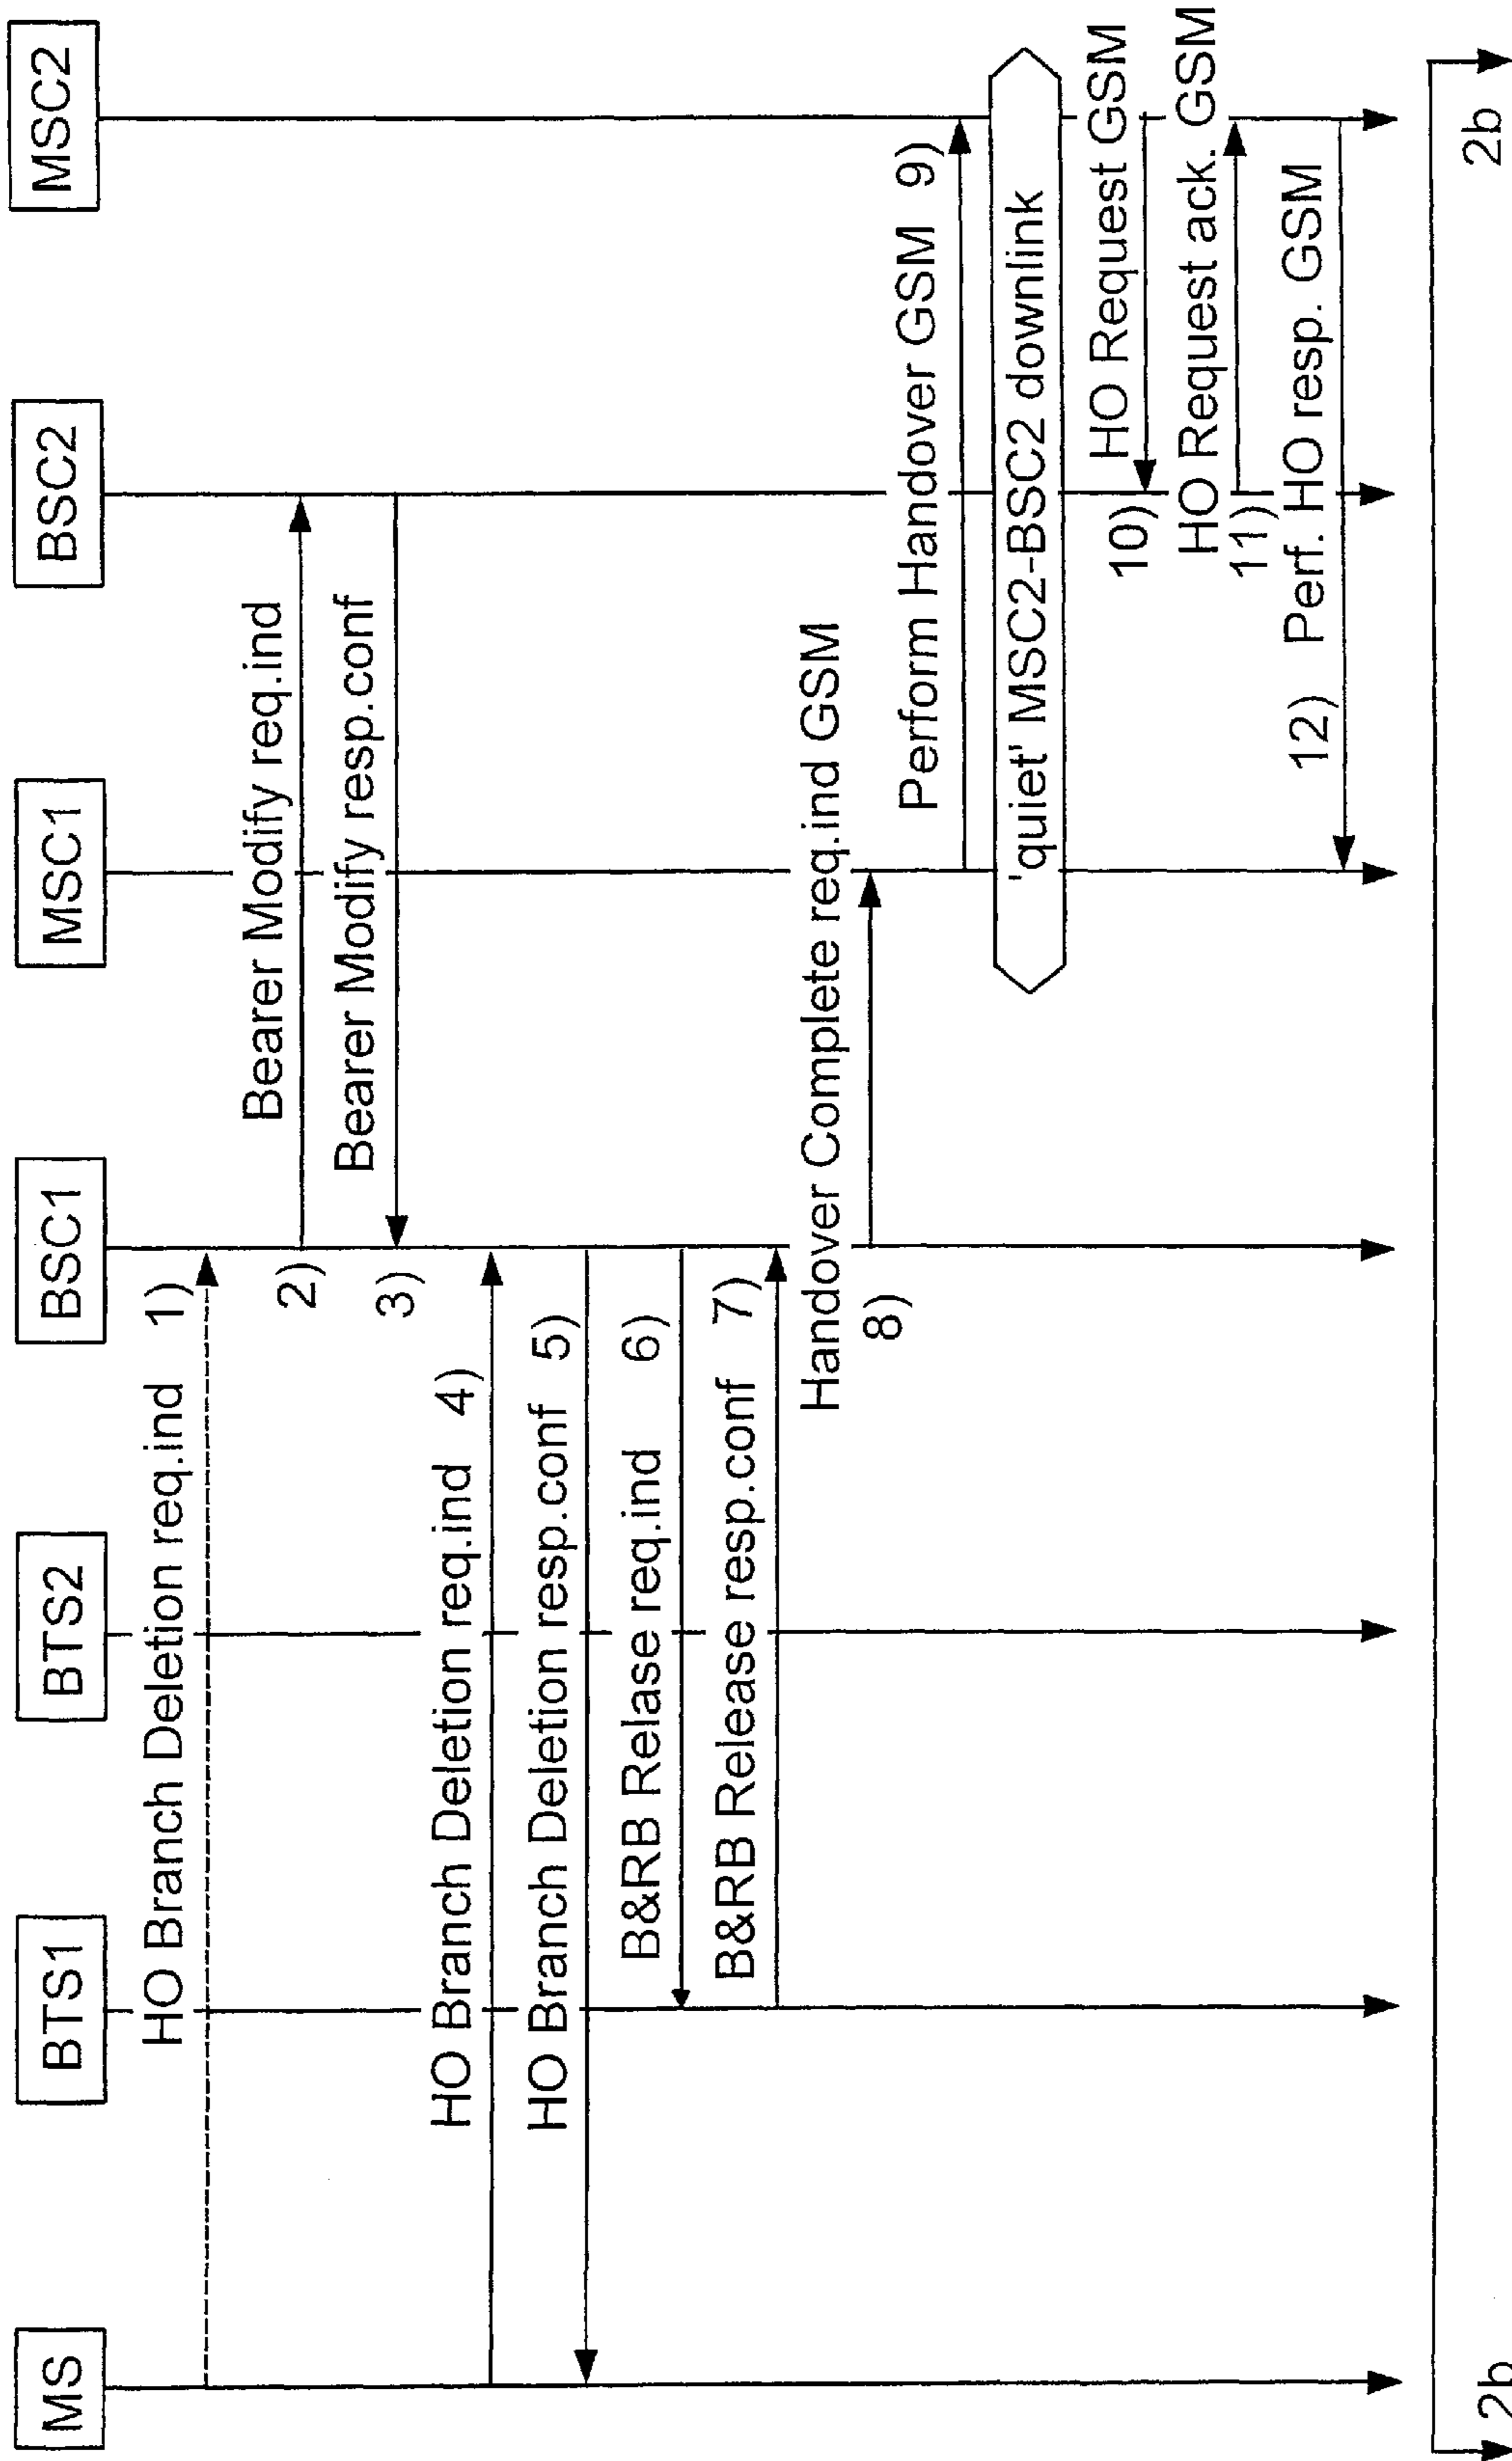 MS
BTS1
BTS2
BSC1
MSC1
BSC2
MSC2
HO Branch Deletion req.ind 1)
Bearer Modify req.ind
2)
Bearer Modify resp.conf
3)
HO Branch Deletion req.ind 4)
HO Branch Deletion resp.conf 5)
B&RB Relase req.ind 6)
B&RB Release resp.conf 7)
Handover Complete req.ind GSM
8)
Perform Handover GSM 9)
'quiet' MSC2-BSC2 downlink
HO Request GSM
10)
HO Request ack. GSM
11)
12) Perf. HO resp. GSM
2b
2b